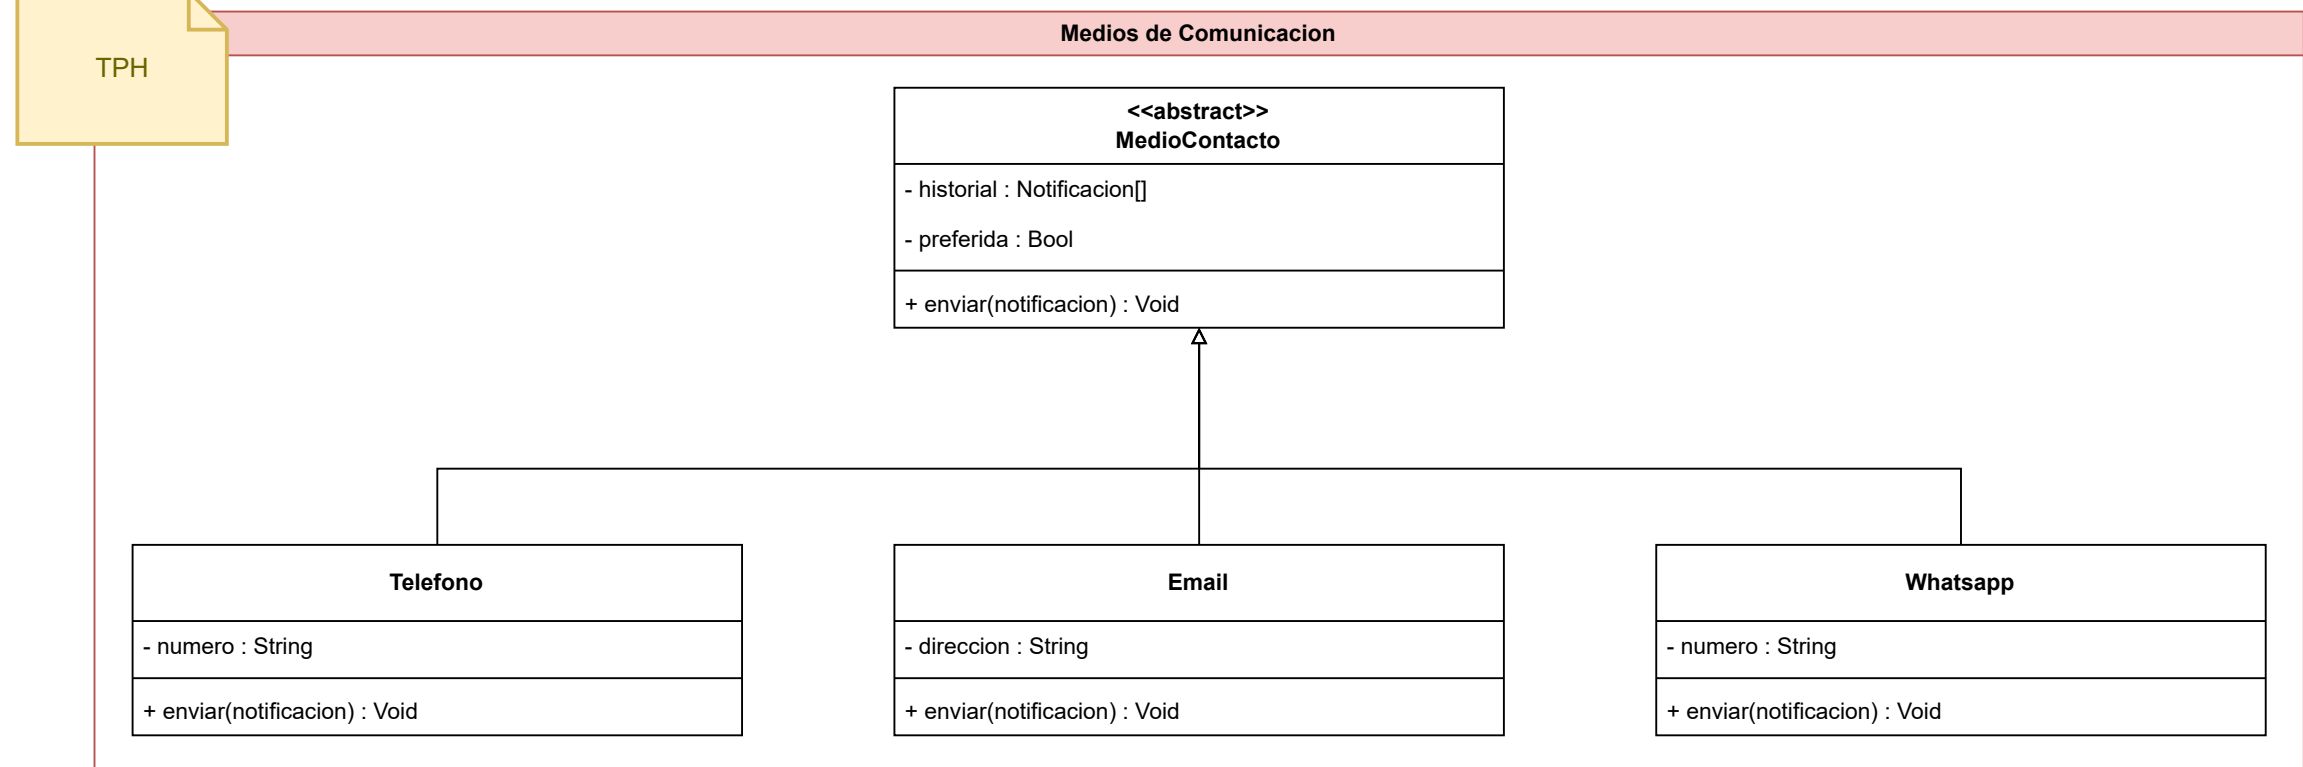 TPH
Medios de Comunicacion
<<abstract>>
MedioContacto
- historial : Notificacion[]
- preferida : Bool
+ enviar(notificacion) : Void
Telefono
- numero : String
+ enviar(notificacion) : Void
Email
- direccion : String
+ enviar(notificacion) : Void
Whatsapp
- numero : String
+ enviar(notificacion) : Void